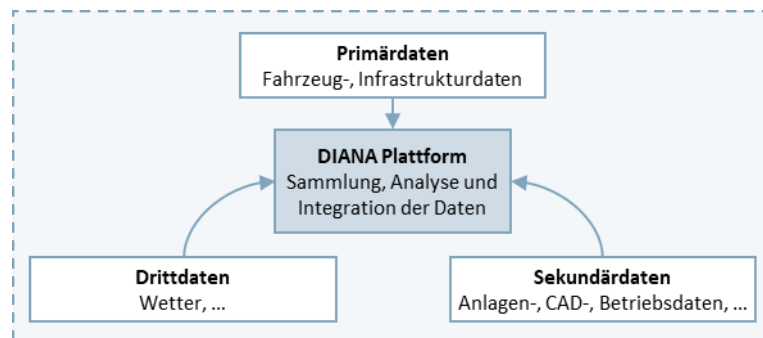 Primärdaten
Fahrzeug-, Infrastrukturdaten
DIANA Plattform
Sammlung, Analyse und
Integration der Daten
Drittdaten
Wetter, ...
Sekundärdaten
Anlagen-, CAD-, Betriebsdaten, ...